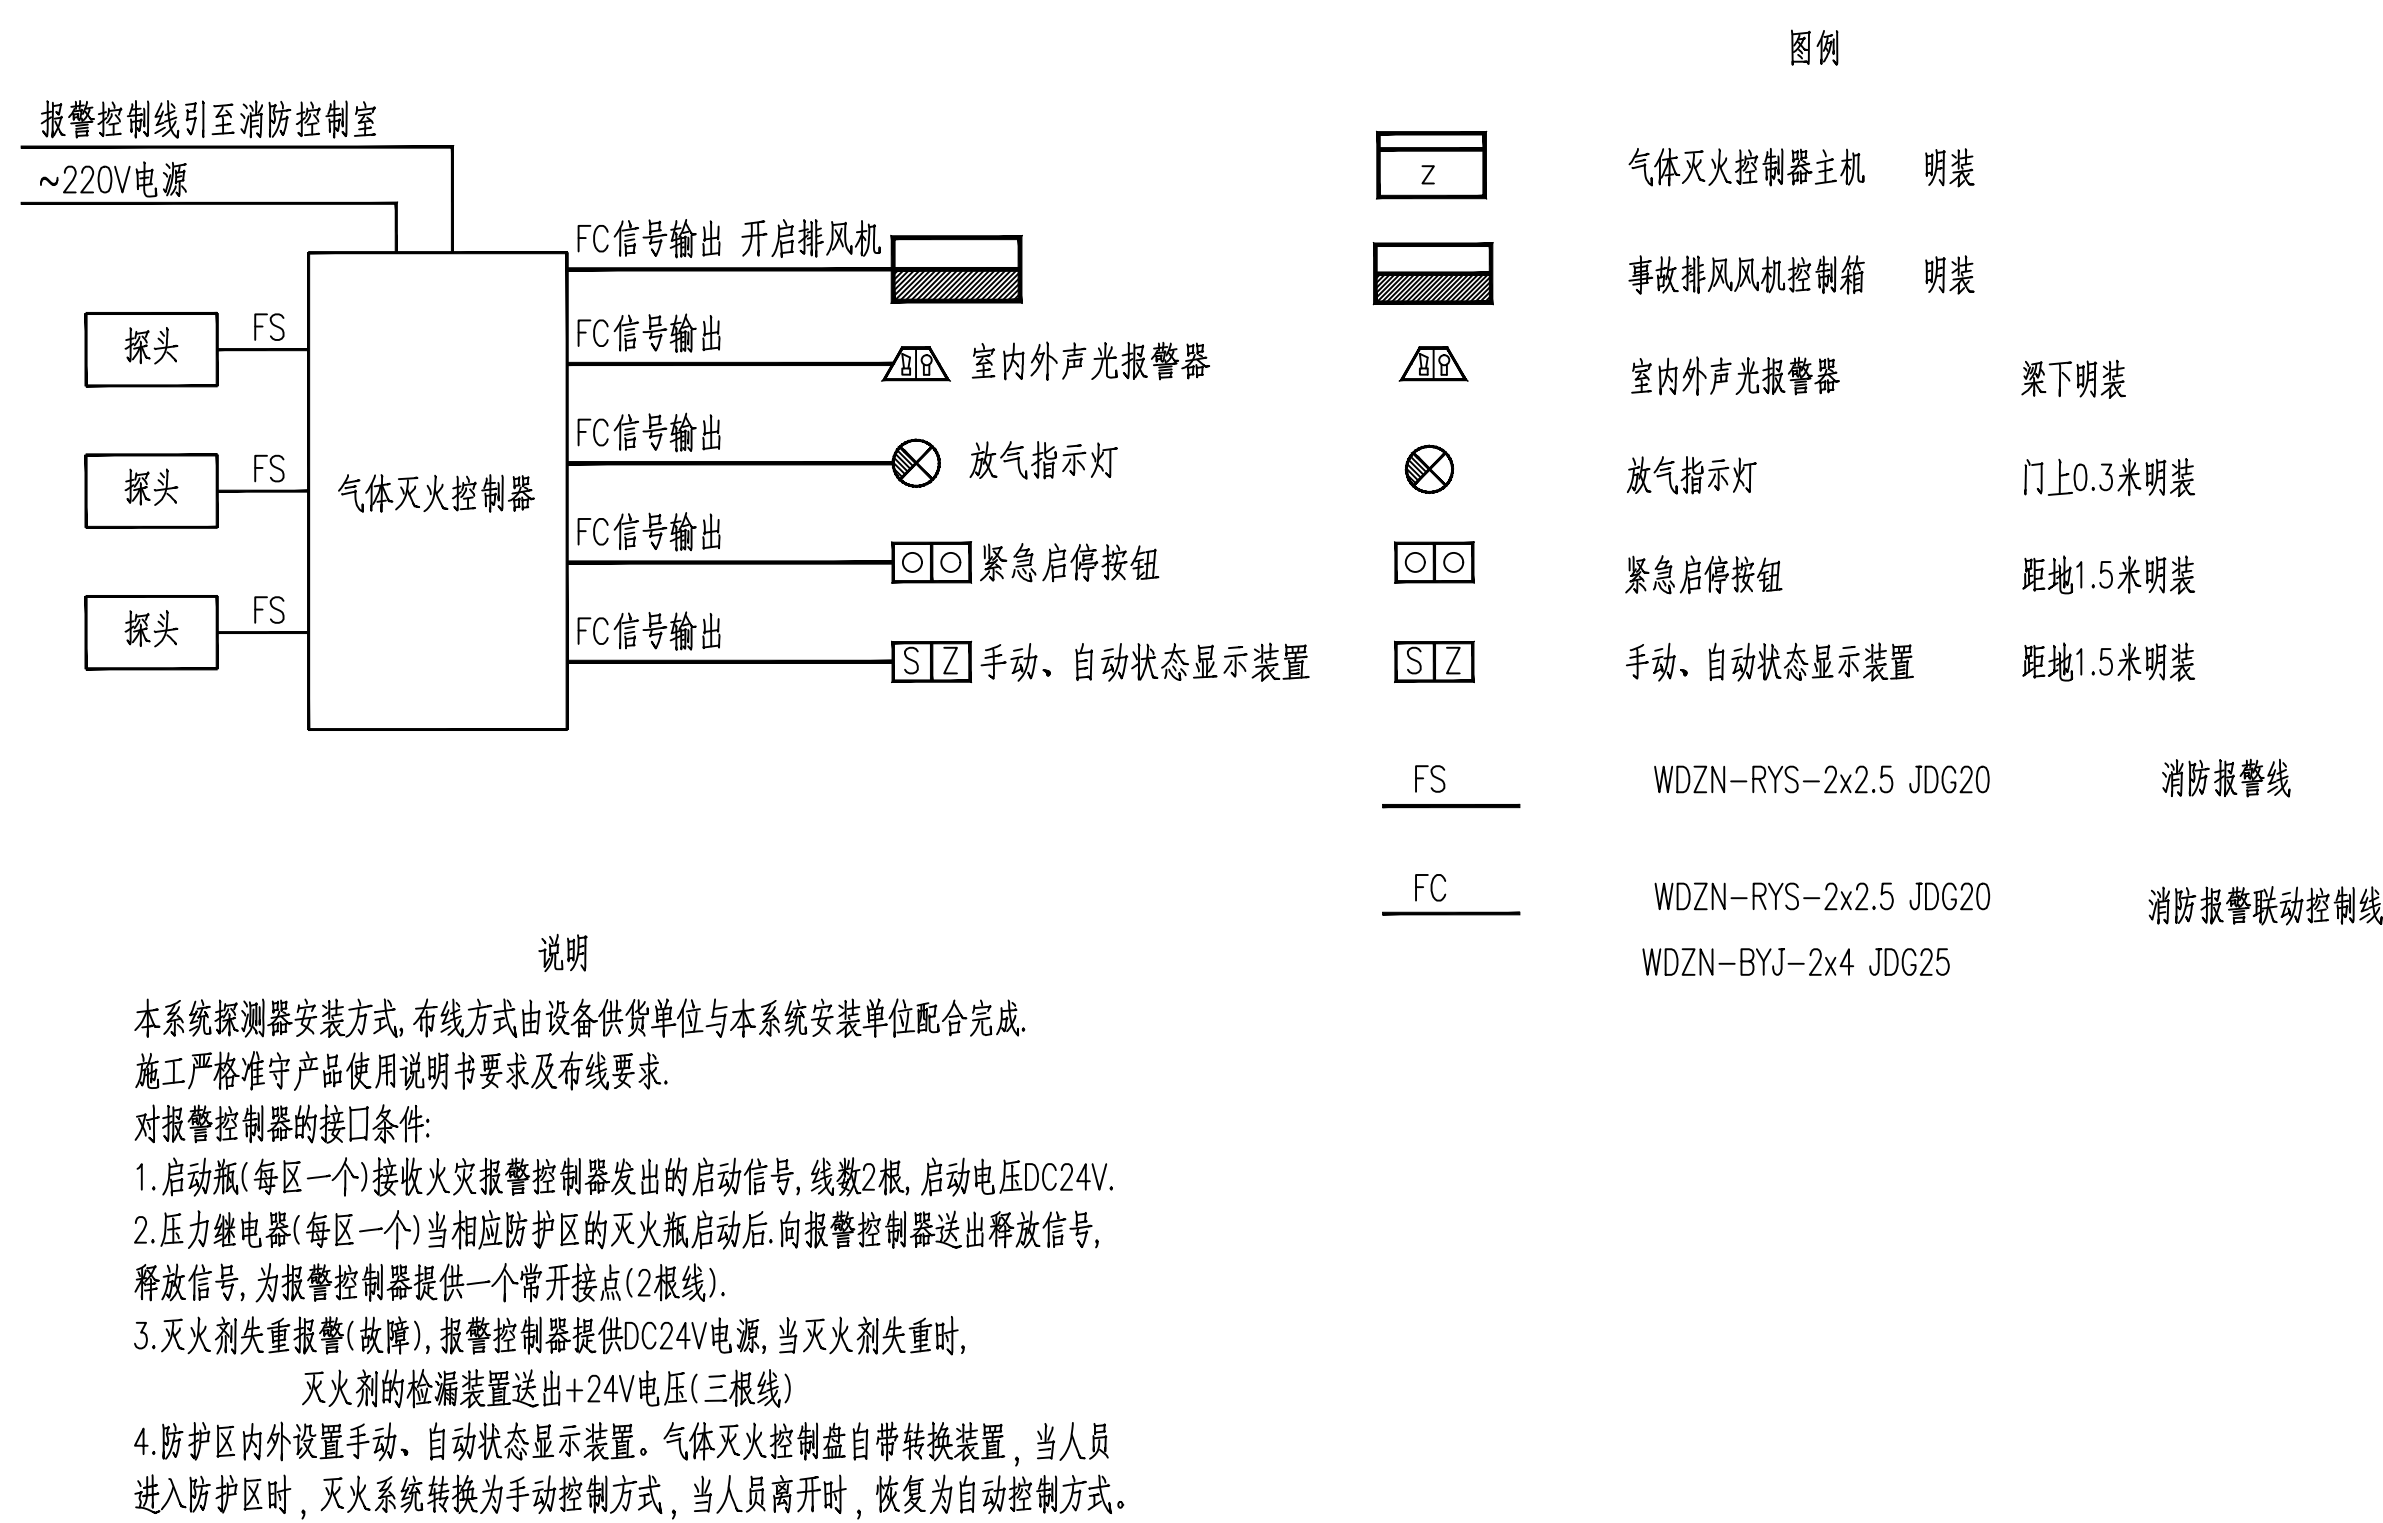 图例
报警控制线引至消防控制室
~220V电源
FC信号输出 开启排风机
探头 FS
FC信号输出 室内外声光报警器
FC信号输出 放气指示灯
探头 FS
气体灭火控制器
FC信号输出 紧急启停按钮
探头 FS
FC信号输出 S Z 手动、自动状态显示装置
Z 气体灭火控制器主机 明装
事故排风风机控制箱 明装
室内外声光报警器 梁下明装
放气指示灯 门上0.3米明装
紧急启停按钮 距地1.5米明装
S Z 手动、自动状态显示装置 距地1.5米明装
FS WDZN-RYS-2x2.5 JDG20 消防报警线
FC WDZN-RYS-2x2.5 JDG20 消防报警联动控制线
WDZN-BYJ-2x4 JDG25
说明
本系统探测器安装方式,布线方式由设备供货单位与本系统安装单位配合完成.
施工严格准守产品使用说明书要求及布线要求.
对报警控制器的接口条件:
1.启动瓶(每区一个)接收火灾报警控制器发出的启动信号,线数2根,启动电压DC24V.
2.压力继电器(每区一个)当相应防护区的灭火瓶启动后.向报警控制器送出释放信号,
释放信号,为报警控制器提供一个常开接点(2根线).
3.灭火剂失重报警(故障),报警控制器提供DC24V电源,当灭火剂失重时,
灭火剂的检漏装置送出+24V电压(三根线)
4.防护区内外设置手动、自动状态显示装置。气体灭火控制盘自带转换装置,当人员
进入防护区时,灭火系统转换为手动控制方式,当人员离开时,恢复为自动控制方式。